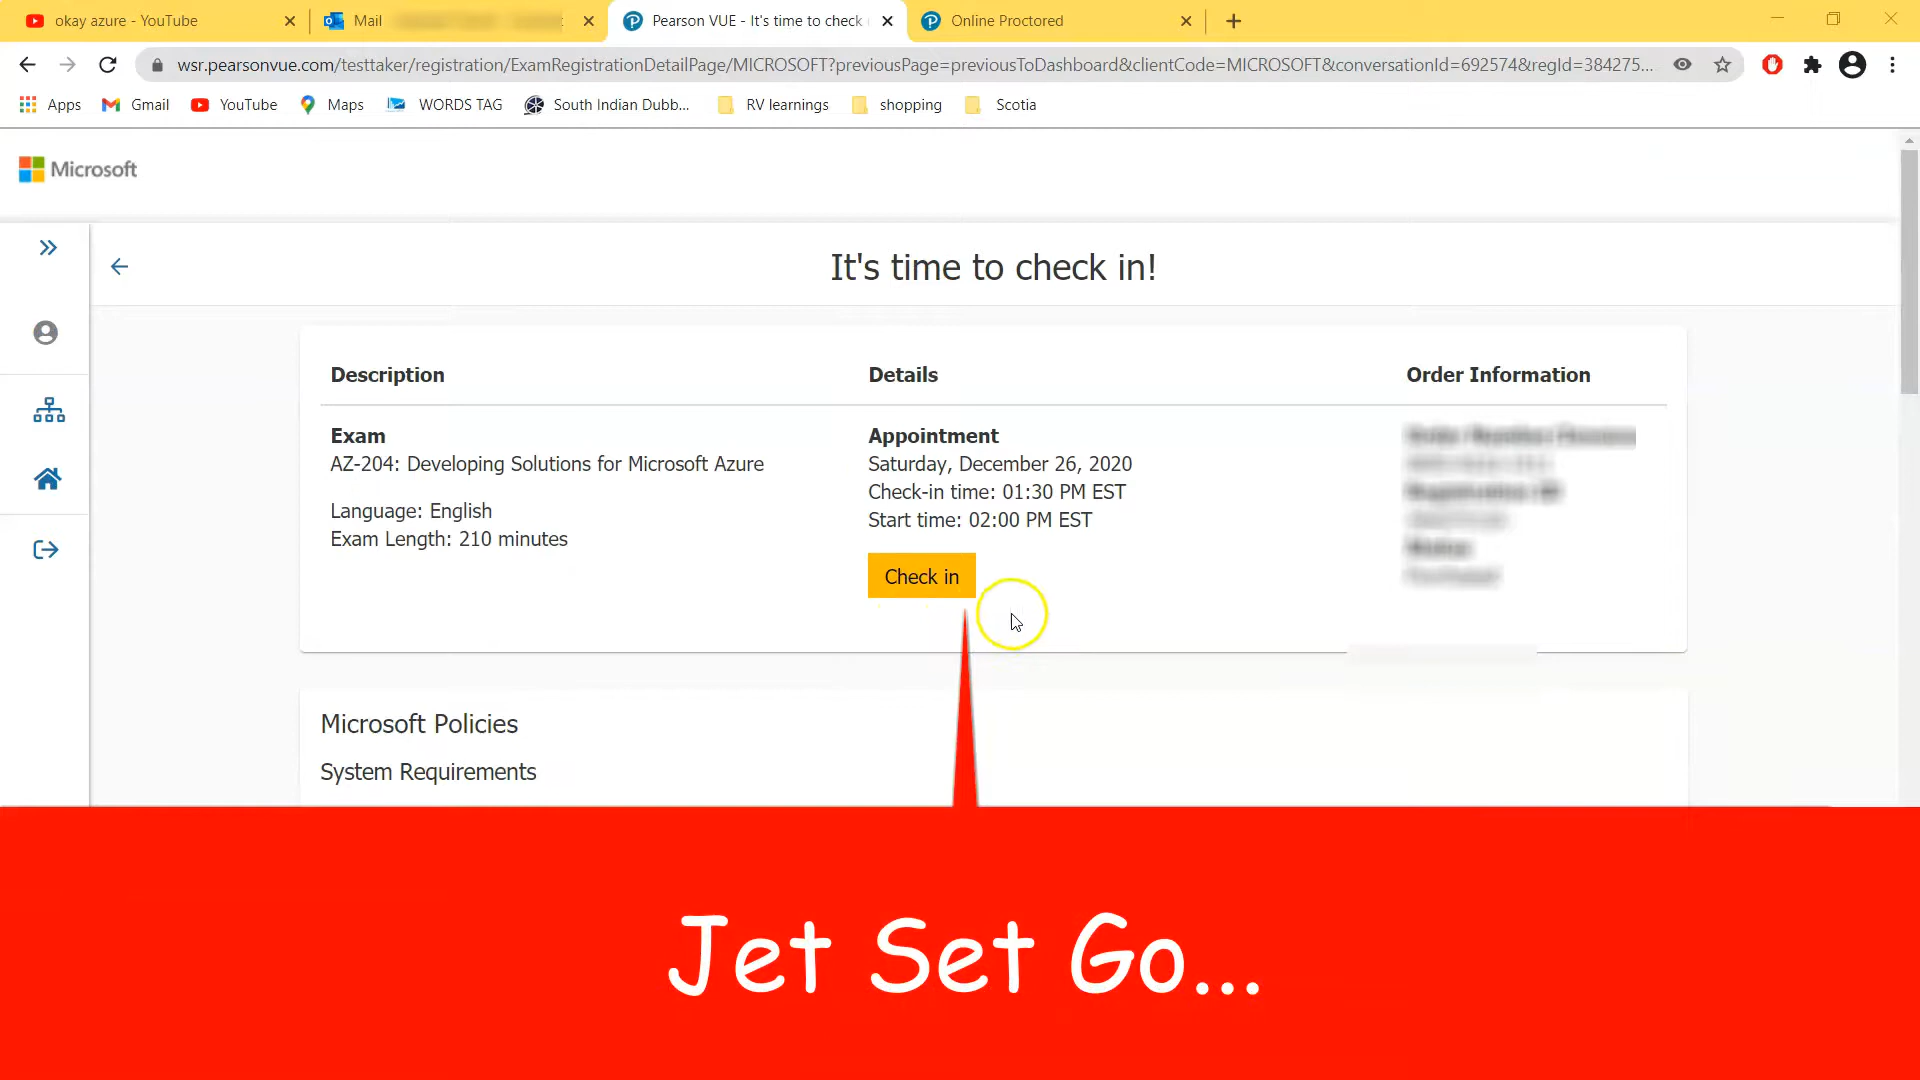 okay azure - YouTube
Mail
Pearson VUE - It's time to check
Online Proctored
wsr.pearsonvue.com/testtaker/registration/ExamRegistrationDetailPage/MICROSOFT?previousPage=previousToDashboard&clientCode=MICROSOFT&conversationId=692574&regId=384275...
Apps
Gmail
YouTube
Maps
WORDS TAG
South Indian Dubb...
RV learnings
shopping
Scotia
Microsoft
It's time to check in!
Description
Details
Order Information
Exam
AZ-204: Developing Solutions for Microsoft Azure
Language: English
Exam Length: 210 minutes
Appointment
Saturday, December 26, 2020
Check-in time: 01:30 PM EST
Start time: 02:00 PM EST
Check in
Microsoft Policies
System Requirements
Jet Set Go...